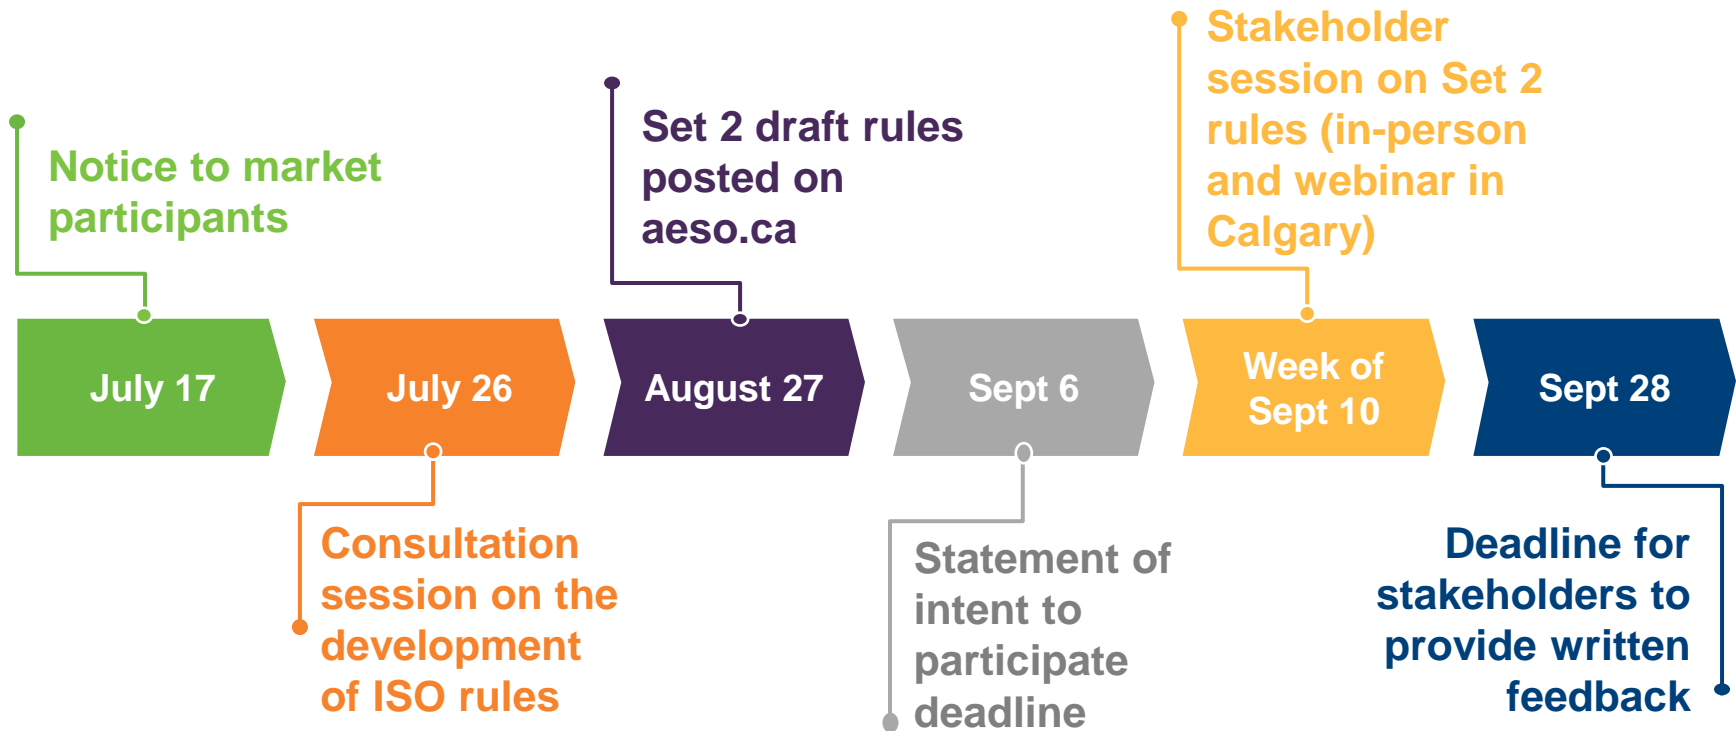 Notice to market
participants
Set 2 draft rules
posted on
aeso.ca
Stakeholder
session on Set 2
rules (in-person
and webinar in
Calgary)
July 17
July 26
August 27
Sept 6
Week of
Sept 10
Sept 28
Consultation
session on the
development
of ISO rules
Statement of
intent to
participate
deadline
Deadline for
stakeholders to
provide written
feedback